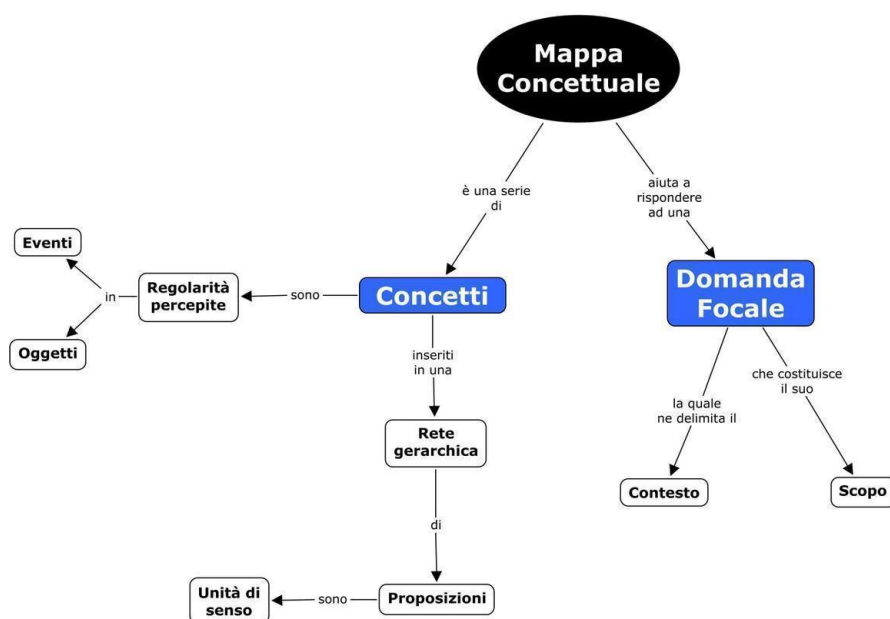 Mappa
Concettuale
è una serie
di
aiuta a
rispondere
ad una
Eventi
in
Oggetti
Regolarità
percepite
sono
Concetti
Domanda
Focale
inseriti
in una
la quale
ne delimita il
che costituisce
il suo
Rete
gerarchica
Contesto
Scopo
di
Unità di
senso
sono
Proposizioni